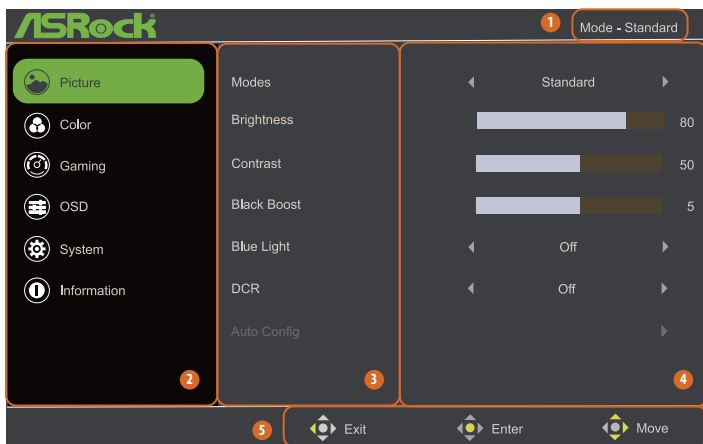 ASRock
1
Mode - Standard
Picture
Color
Gaming
OSD
System
Information
2
Modes
Brightness
Contrast
Black Boost
Blue Light
DCR
Auto Config
3
Standard
80
50
5
Off
Off
4
5
Exit
Enter
Move